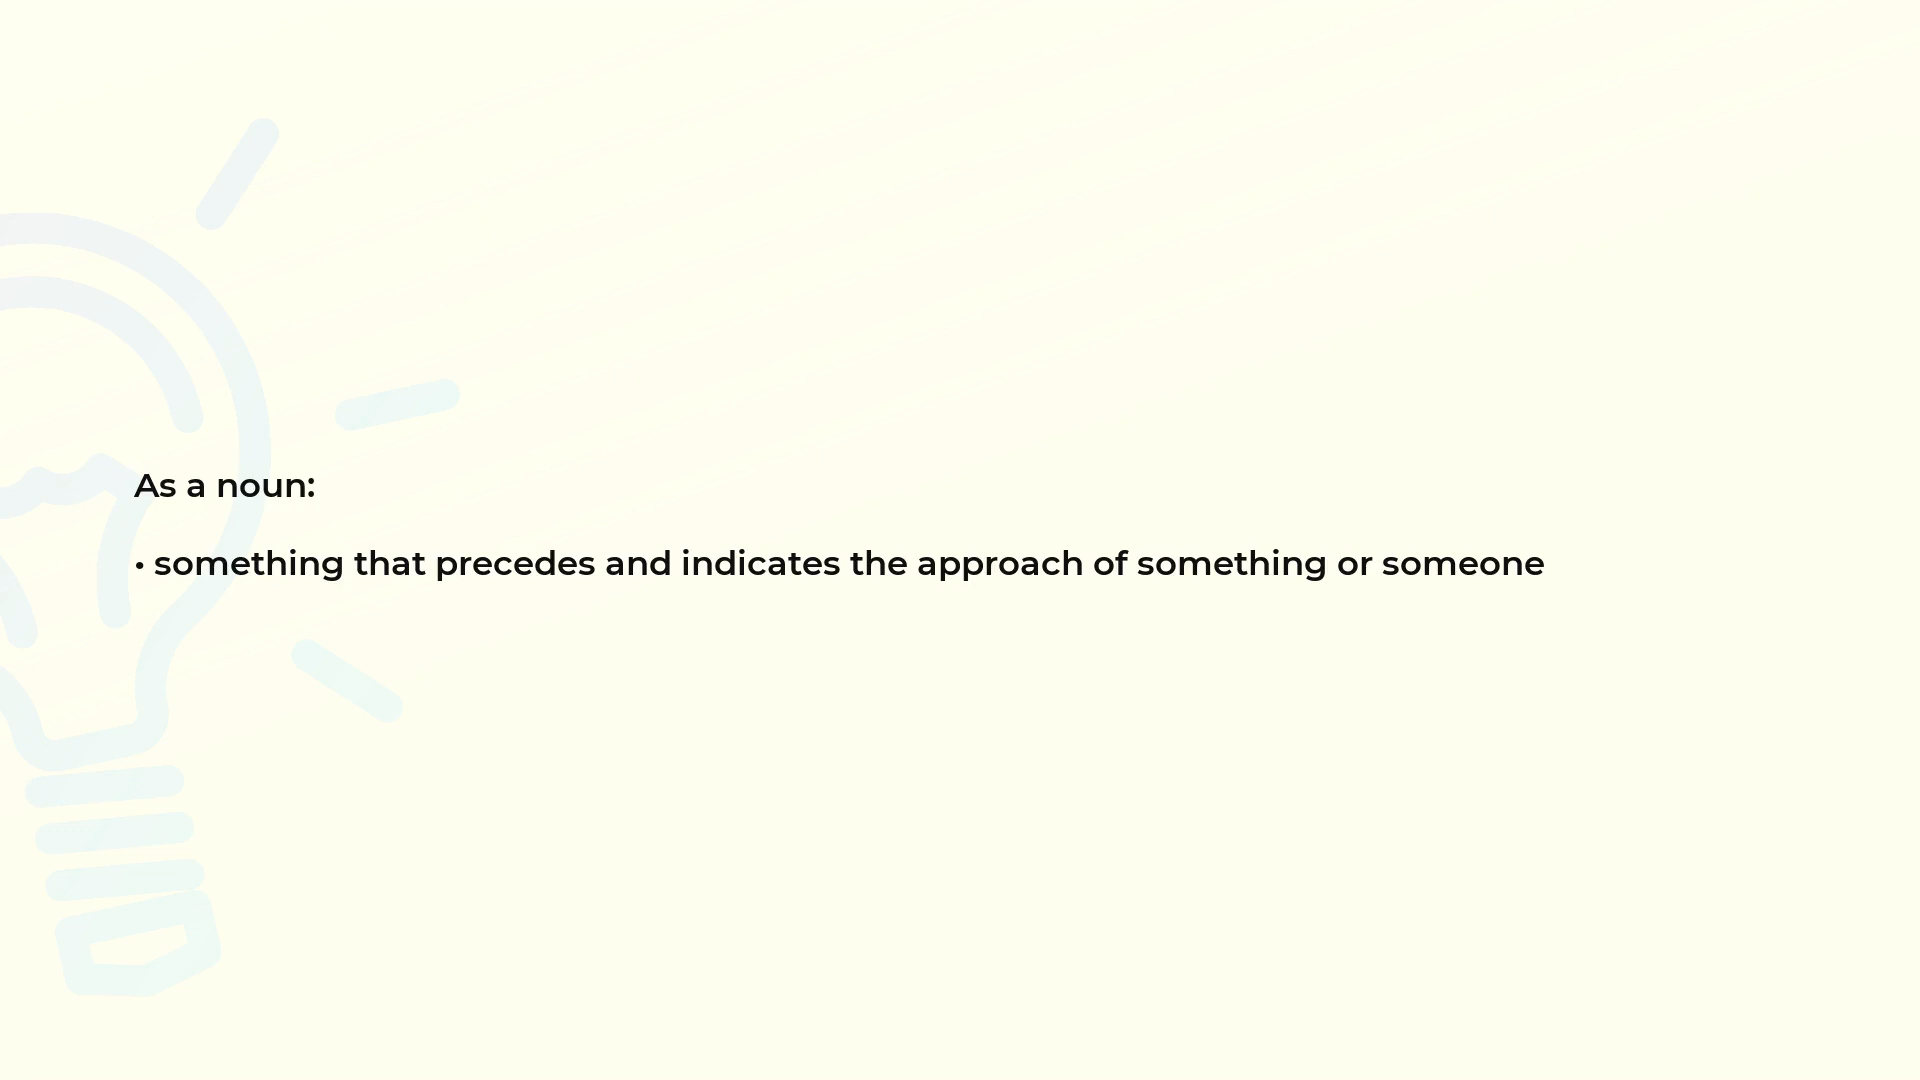 As a noun:
• something that precedes and indicates the approach of something or someone